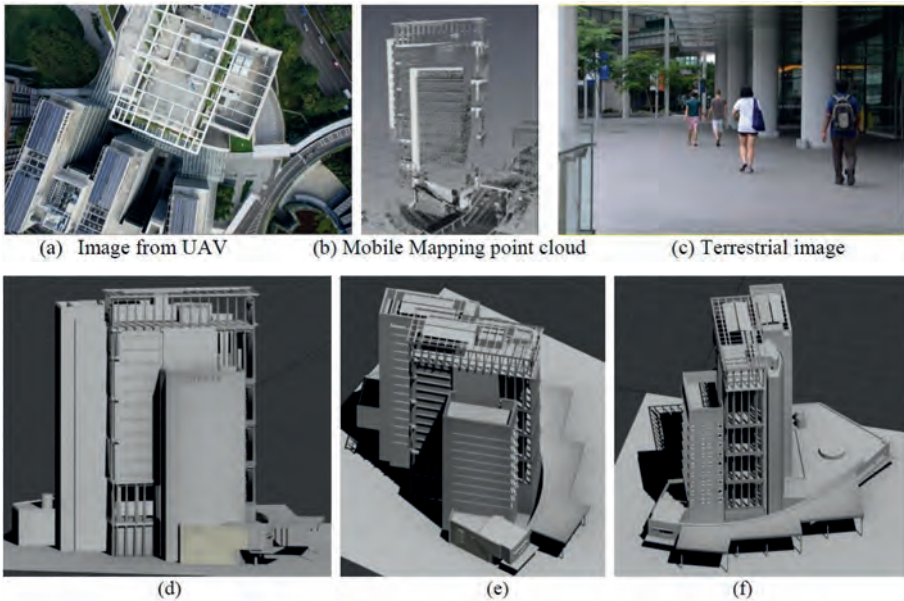 (a) Image from UAV
(b) Mobile Mapping point cloud
(c) Terrestrial image
(d)
(e)
(f)